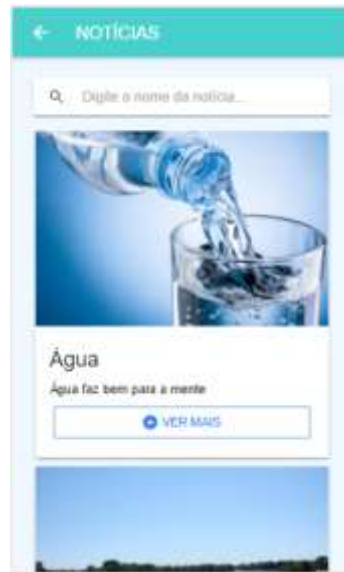 NOTÍCIAS
Digite o nome da notícia...
Água
Água faz bem para a mente
VER MAIS